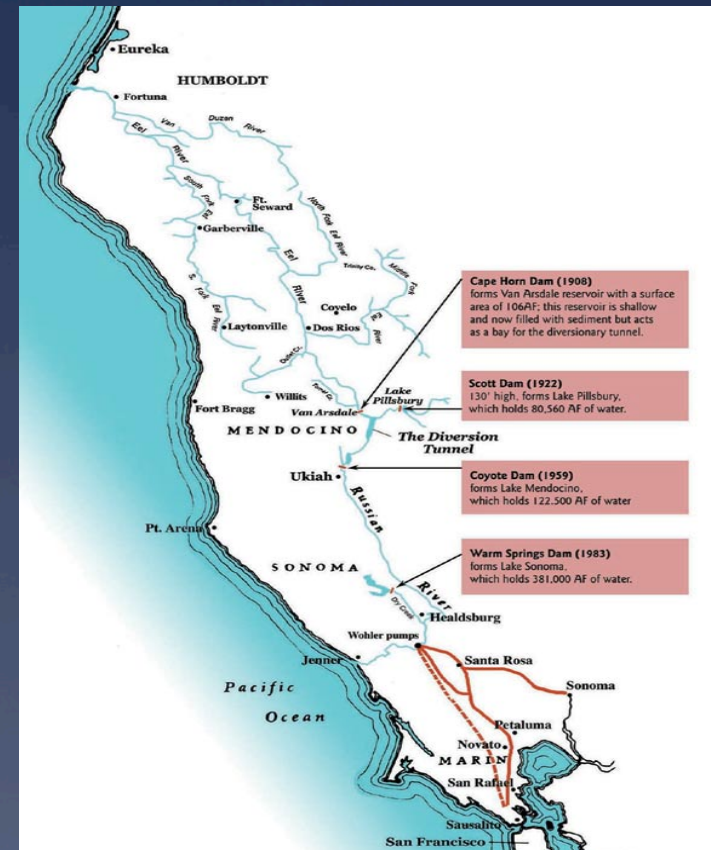 Eureka
HUMBOLDT
Fortuna
Van
Duzen
River
Eel
River
South Fork Eel
Ft.
Seward
North Fork Eel River
Garberville
Eel
River
Trinity Co.
Middle
Fork
Eel
River
S. Fork
Eel River
Coyelo
Laytonville
Dos Rios
Outlet Cr.
Cape Horn Dam (1908)
forms Van Arsdale reservoir with a surface
area of 106AF; this reservoir is shallow
and now filled with sediment but acts
as a bay for the diversionary tunnel.
Willits
Lake
Pillsbury
Fort Bragg
Van Arsdale
Scott Dam (1922)
130' high, forms Lake Pillsbury,
which holds 80,560 AF of water.
MENDOCINO
The Diversion
Tunnel
Ukiah
Coyote Dam (1959)
forms Lake Mendocino,
which holds 122.500 AF of water
Russian
River
Pt. Arena
SONOMA
Warm Springs Dam (1983)
forms Lake Sonoma,
which holds 381,000 AF of water.
Dry Creek
Healdsburg
Wohler pumps
Jenner
Santa Rosa
Sonoma
Pacific
Ocean
Petaluma
Novato
MARIN
San Rafael
Sausalito
San Francisco